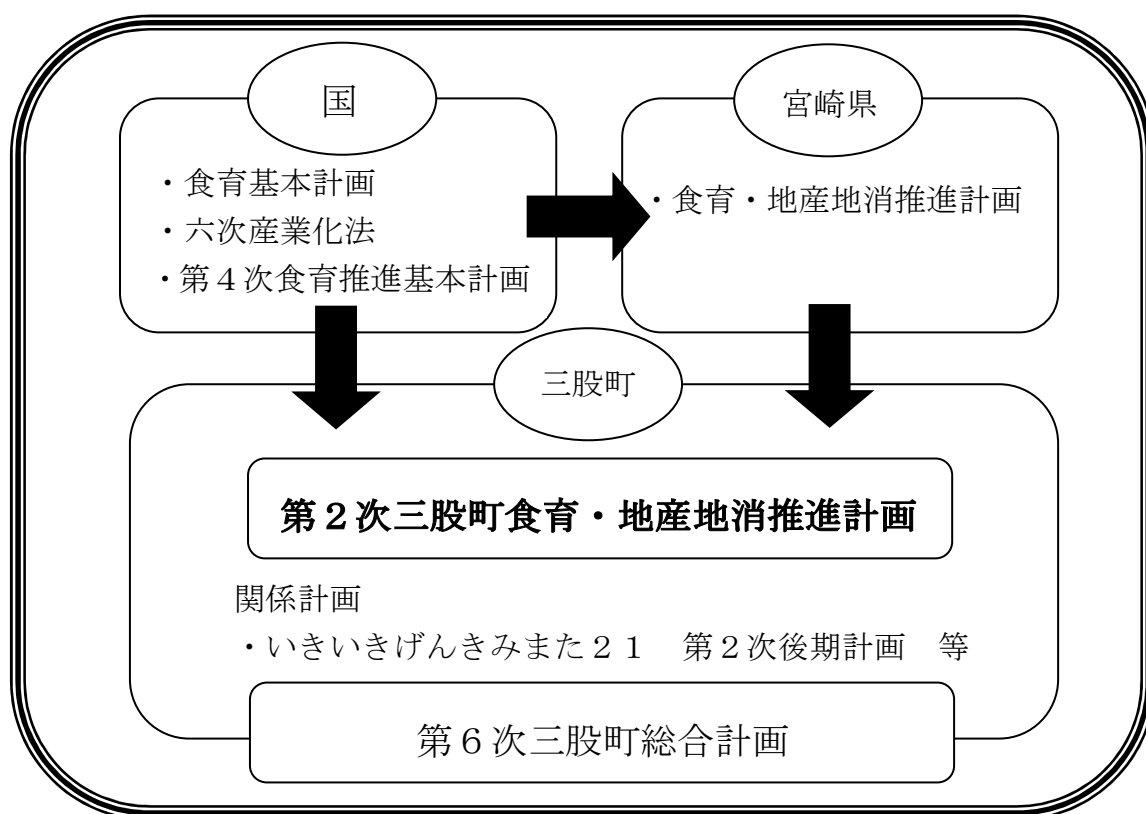 国
・食育基本計画
・六次産業化法
・第４次食育推進基本計画
宮崎県
・食育・地産地消推進計画
三股町
第２次三股町食育・地産地消推進計画
関係計画
・いきいきげんきみまた２１　第２次後期計画　等
第６次三股町総合計画